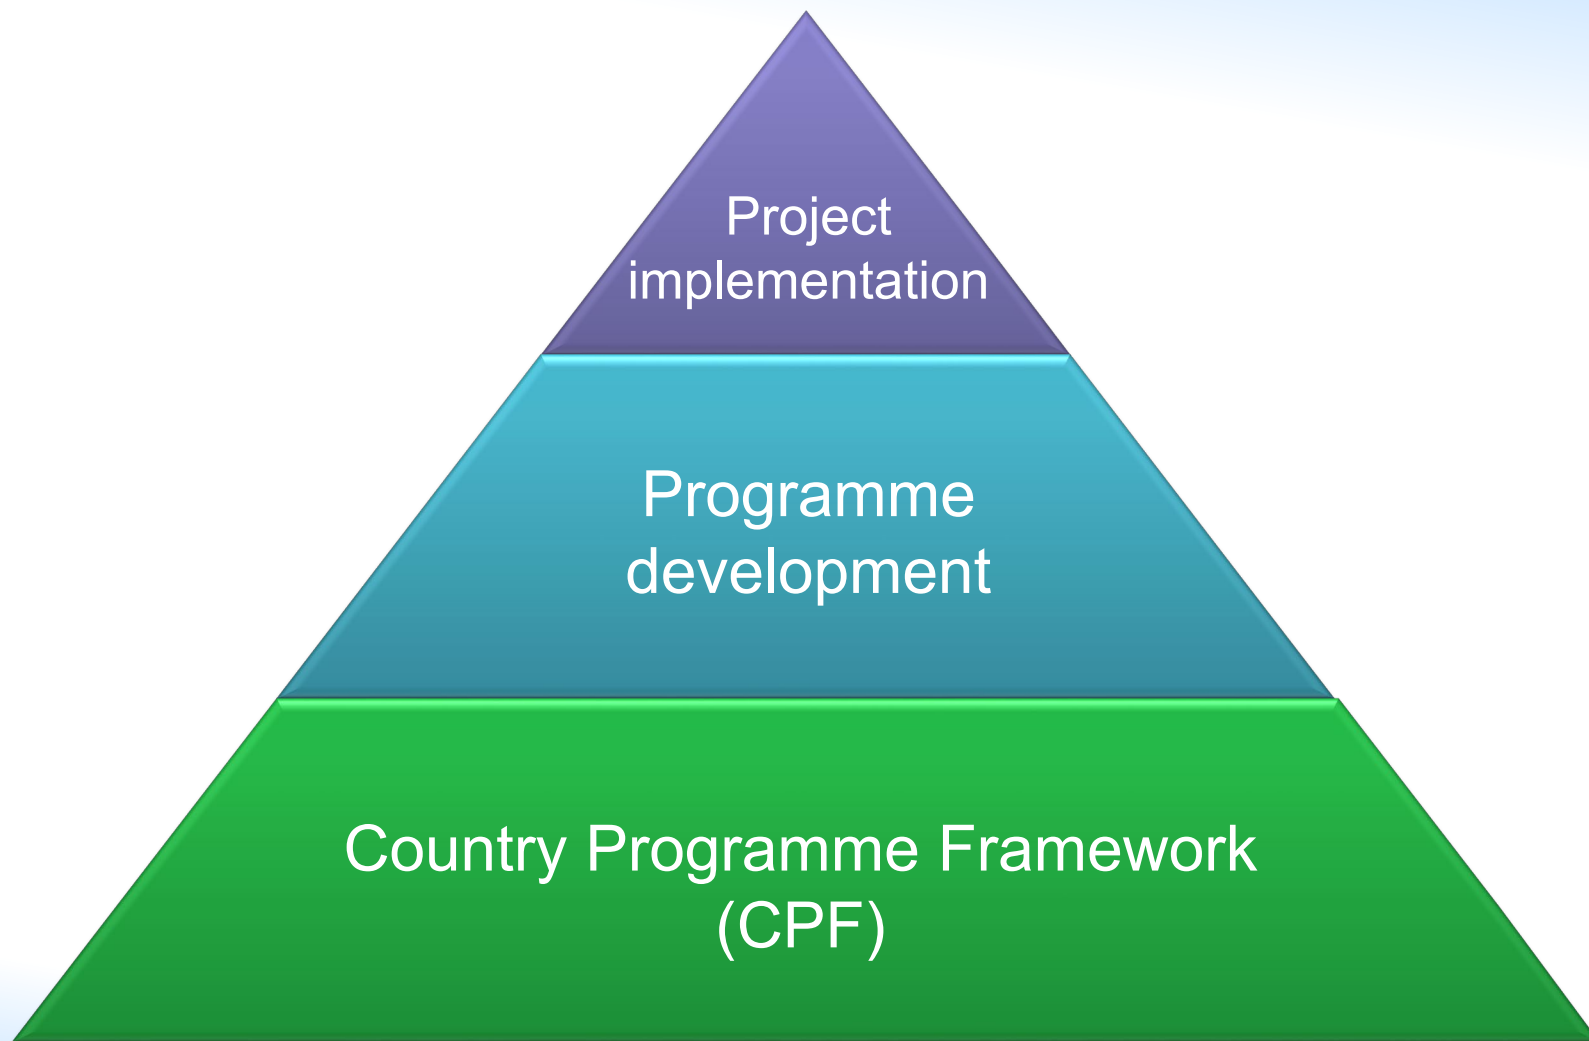 Project
implementation
Programme
development
Country Programme Framework
(CPF)